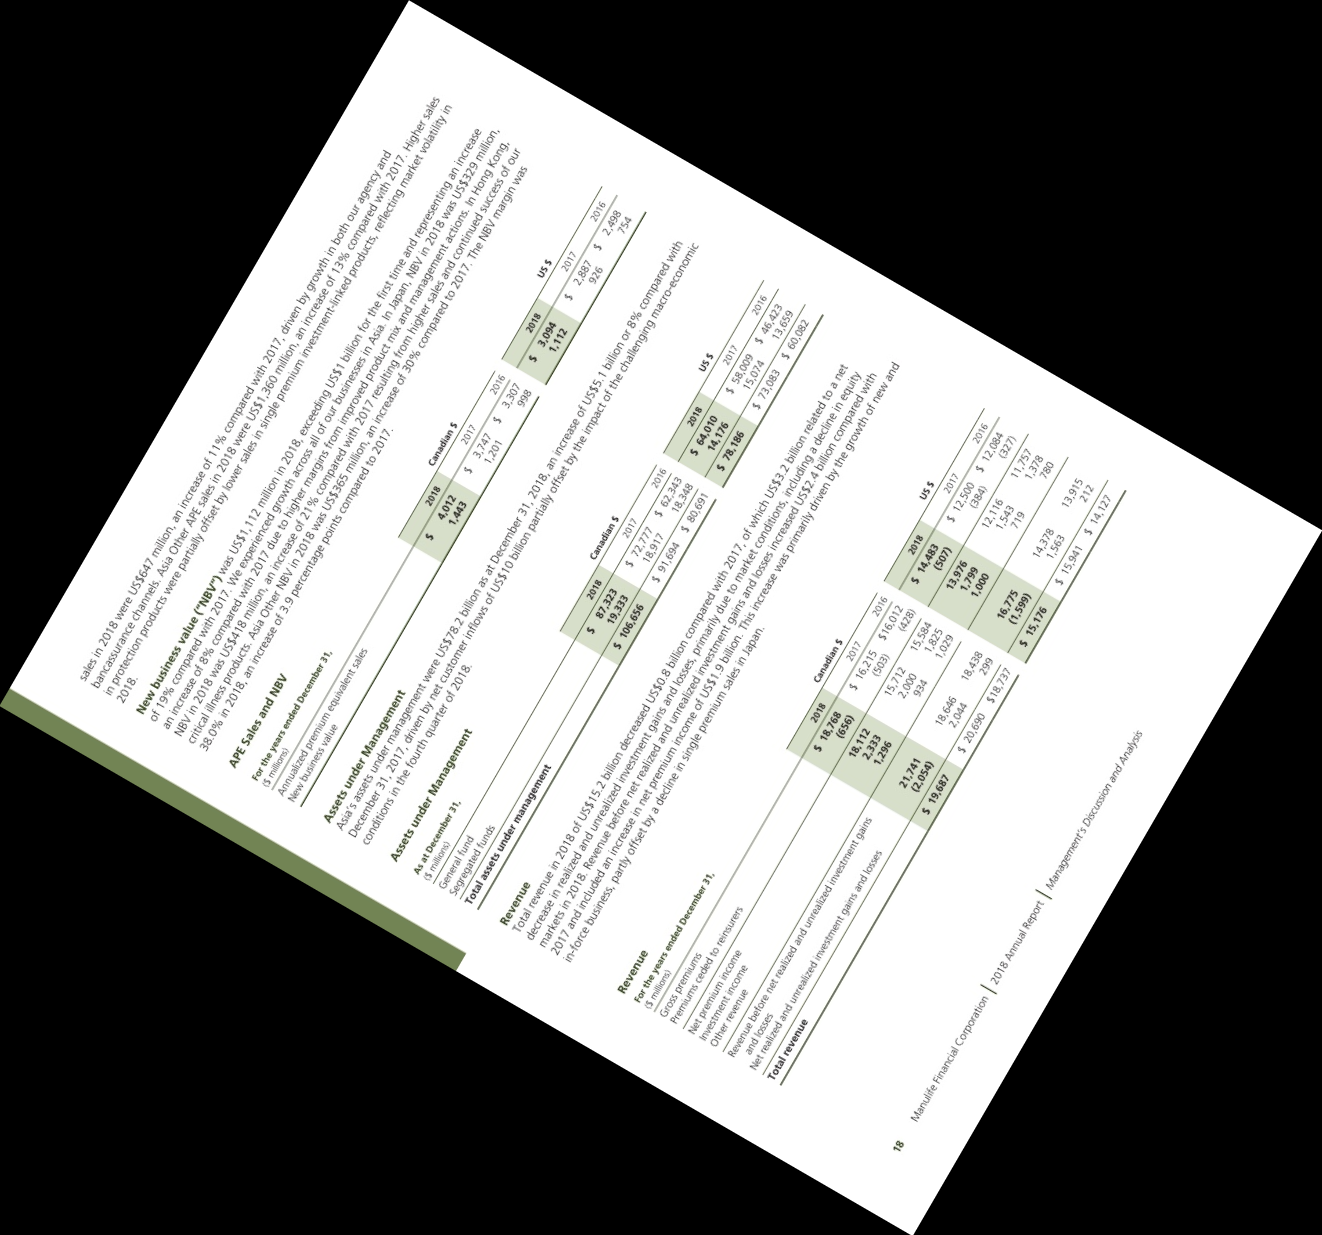 sales in 2018 were US$647 million, an increase of 11% compared with 2017, driven by growth in both our agency and
bancassurance channels. Asia Other APE sales in 2018 were US$1,360 million, an increase of 13% compared with 2017. Higher sales
in protection products were partially offset by lower sales in single premium investment-linked products, reflecting market volatility in
2018.
New business value ("NBV") was US$1,112 million in 2018, exceeding US$1 billion for the first time and representing an increase
of 19% compared with 2017. We experienced growth across all of our businesses in Asia. In Japan, NBV in 2018 was US$329 million,
an increase of 8% compared with 2017 due to higher margins from improved product mix and management actions. In Hong Kong,
NBV in 2018 was US$418 million, an increase of 21% compared with 2017 resulting from higher sales and continued success of our
critical illness products. Asia Other NBV in 2018 was US$365 million, an increase of 30% compared to 2017. The NBV margin was
38.0% in 2018, an increase of 3.9 percentage points compared to 2017.
APE Sales and NBV
For the years ended December 31, Canadian $ US $
($ millions) 2018 2017 2016 2018 2017 2016
Annualized premium equivalent sales $ 4,012 $ 3,747 $ 3,307 $ 3,094 $ 2,887 $ 2,498
New business value 1,443 1,201 998 1,112 926 754
Assets under Management
Asia's assets under management were US$78.2 billion as at December 31, 2018, an increase of US$5.1 billion or 8% compared with
December 31, 2017, driven by net customer inflows of US$10 billion partially offset by the impact of the challenging macro-economic
conditions in the fourth quarter of 2018.
Assets under Management
As at December 31, Canadian $ US $
($ millions) 2018 2017 2016 2018 2017 2016
General fund $ 87,323 $ 72,777 $ 62,343 $ 64,010 $ 58,009 $ 46,423
Segregated funds 19,333 18,917 18,348 14,176 15,074 13,659
Total assets under management $ 106,656 $ 91,694 $ 80,691 $ 78,186 $ 73,083 $ 60,082
Revenue
Total revenue in 2018 of US$15.2 billion decreased US$0.8 billion compared with 2017, of which US$3.2 billion related to a net
decrease in realized and unrealized investment gains and losses, primarily due to market conditions, including a decline in equity
markets in 2018. Revenue before net realized and unrealized investment gains and losses increased US$2.4 billion compared with
2017 and included an increase in net premium income of US$1.9 billion. This increase was primarily driven by the growth of new and
in-force business, partly offset by a decline in single premium sales in Japan.
Revenue
For the years ended December 31, Canadian $ US $
($ millions) 2018 2017 2016 2018 2017 2016
Gross premiums $ 18,768 $ 16,215 $16,012 $ 14,483 $ 12,500 $ 12,084
Premiums ceded to reinsurers (656) (503) (428) (507) (384) (327)
Net premium income 18,112 15,712 15,584 13,976 12,116 11,757
Investment income 2,333 2,000 1,825 1,799 1,543 1,378
Other revenue 1,296 934 1,029 1,000 719 780
Revenue before net realized and unrealized investment gains
and losses 21,741 18,646 18,438 16,775 14,378 13,915
Net realized and unrealized investment gains and losses (2,054) 2,044 299 (1,599) 1,563 212
Total revenue $ 19,687 $ 20,690 $18,737 $ 15,176 $ 15,941 $ 14,127
18 Manulife Financial Corporation | 2018 Annual Report | Management's Discussion and Analysis